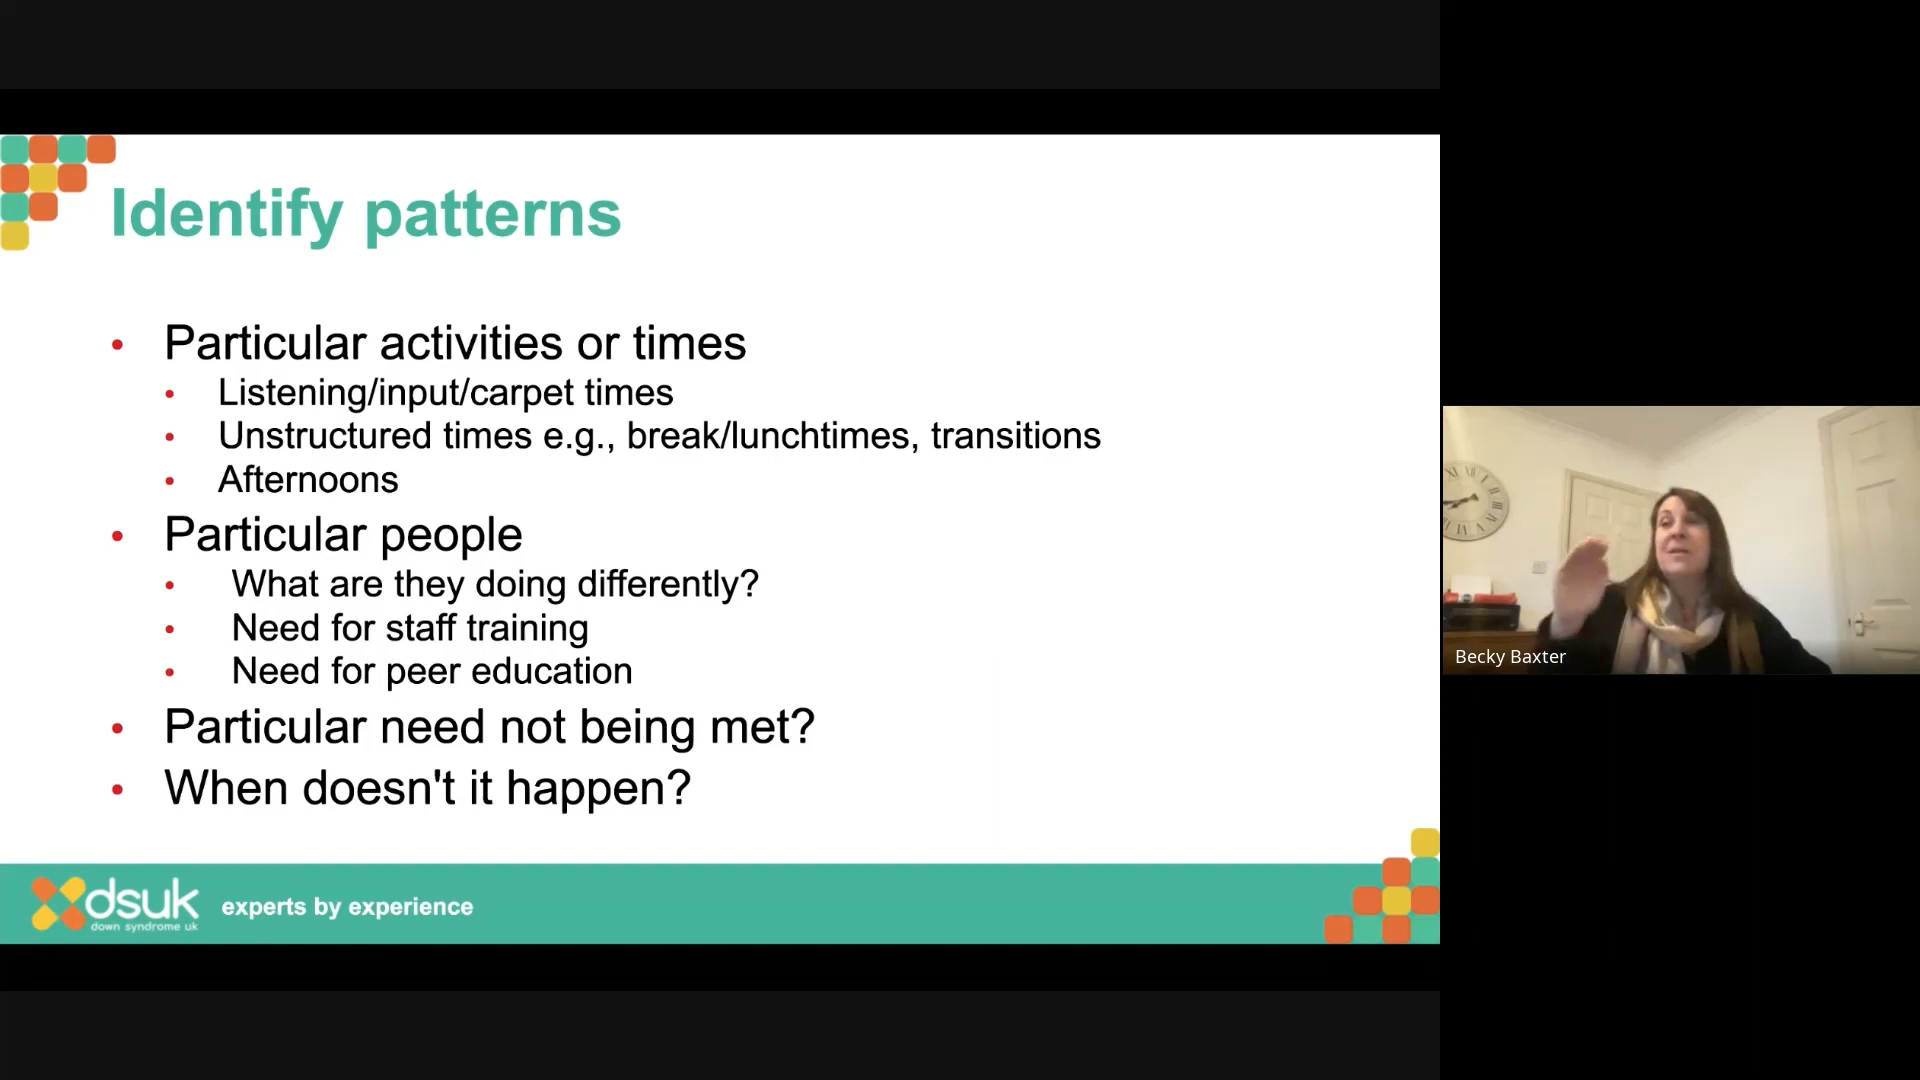 Identify patterns
• Particular activities or times
• Listening/input/carpet times
• Unstructured times e.g., break/lunchtimes, transitions
• Afternoons
• Particular people
• What are they doing differently?
• Need for staff training
• Need for peer education
• Particular need not being met?
• When doesn't it happen?
dsuk
down syndrome uk
experts by experience
Becky Baxter